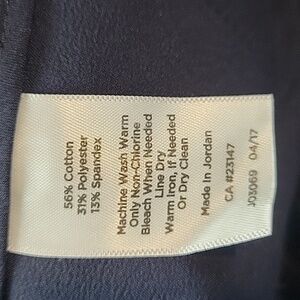 56% Cotton
31% Polyester
13% Spandex
Machine Wash Warm
Only Non-Chlorine
Bleach When Needed
Line Dry
Warm Iron, If Needed
Or Dry Clean
Made In Jordan
CA #23147
J03069 04/17